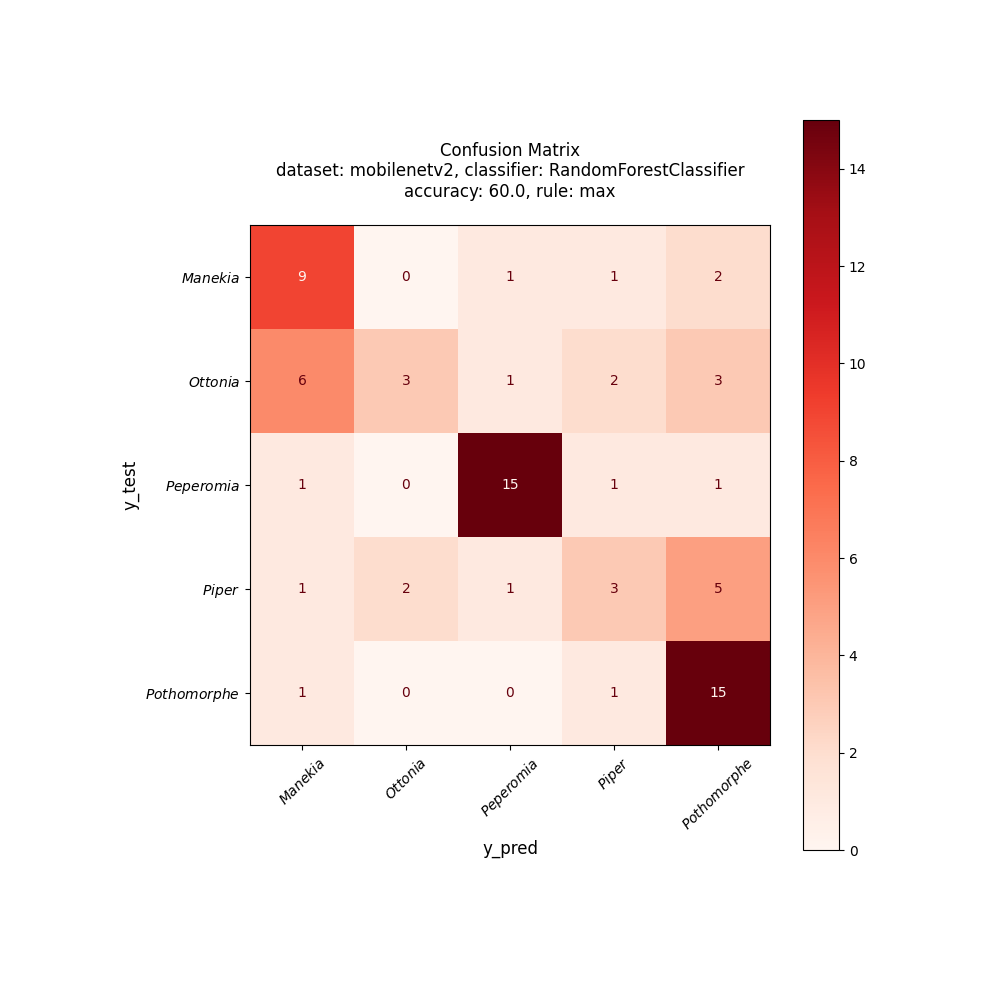 Confusion Matrix
dataset: mobilenetv2, classifier: RandomForestClassifier
accuracy: 60.0, rule: max
Manekia 9 0 1 1 2
Ottonia 6 3 1 2 3
Peperomia 1 0 15 1 1
Piper 1 2 1 3 5
Pothomorphe 1 0 0 1 15
y_test
Manekia Ottonia Peperomia Piper Pothomorphe
y_pred
14
12
10
8
6
4
2
0